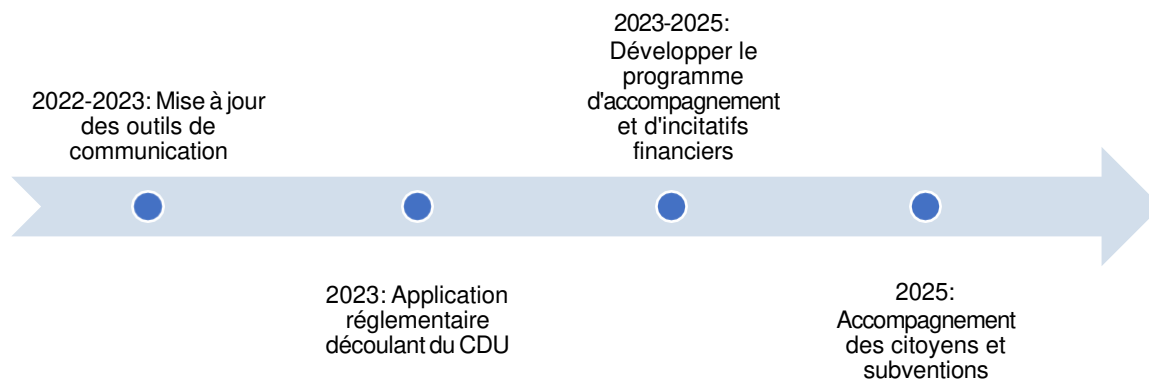 2022-2023: Mise à jour
des outils de
communication
2023: Application
réglementaire
découlant du CDU
2023-2025:
Développer le
programme
d'accompagnement
et d'incitatifs
financiers
2025:
Accompagnement
des citoyens et
subventions